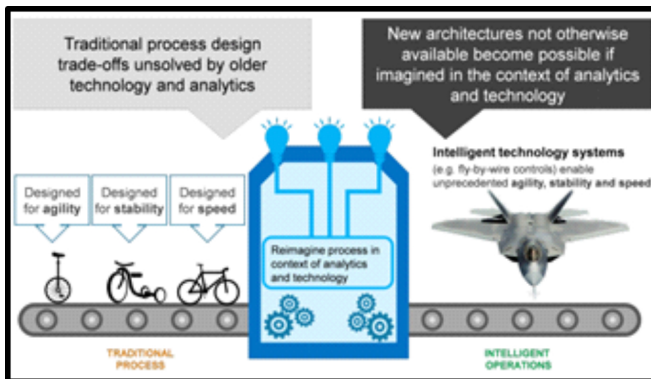 Traditional process design
trade-offs unsolved by older
technology and analytics
New architectures not otherwise
available become possible if
imagined in the context of analytics
and technology
Designed
for agility
Designed
for stability
Designed
for speed
Reimagine process in
context of analytics
and technology
Intelligent technology systems
(e.g. fly-by-wire controls) enable
unprecedented agility, stability and speed
TRADITIONAL
PROCESS
INTELLIGENT
OPERATIONS